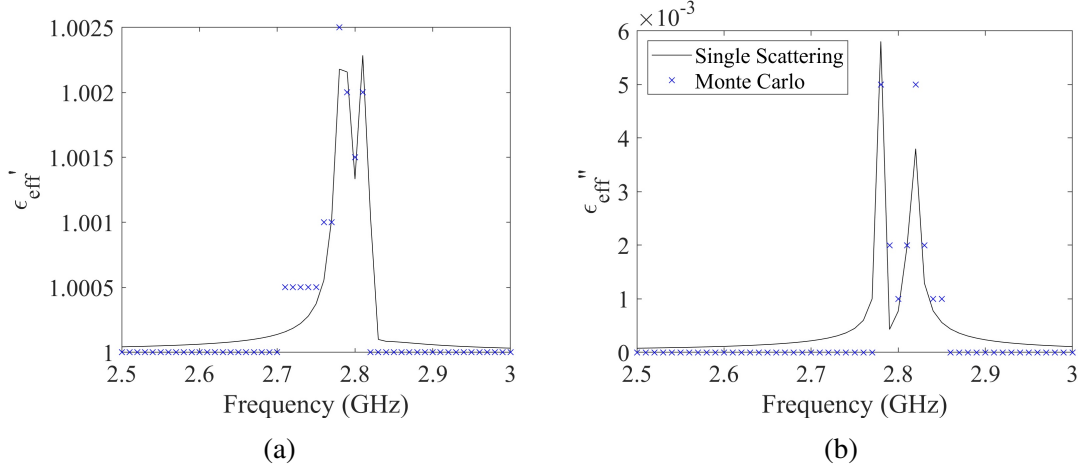 1.0025
1.002
1.0015
1.001
1.0005
1
ϵeff'
2.5 2.6 2.7 2.8 2.9 3
Frequency (GHz)
(a)
×10-3
6
5
4
3
2
1
0
ϵeff"
Single Scattering
Monte Carlo
2.5 2.6 2.7 2.8 2.9 3
Frequency (GHz)
(b)